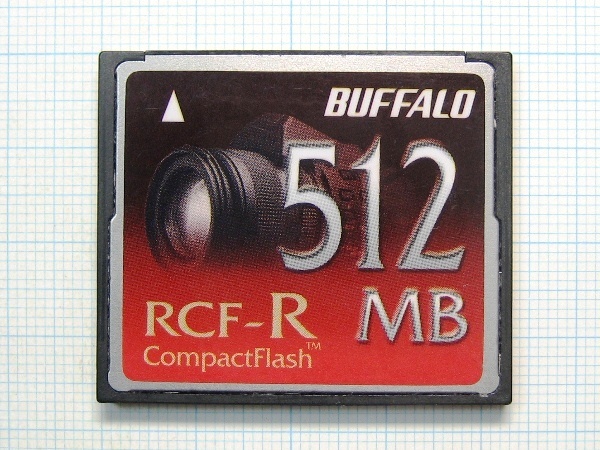 BUFFALO
512
MB
RCF-R
CompactFlash™